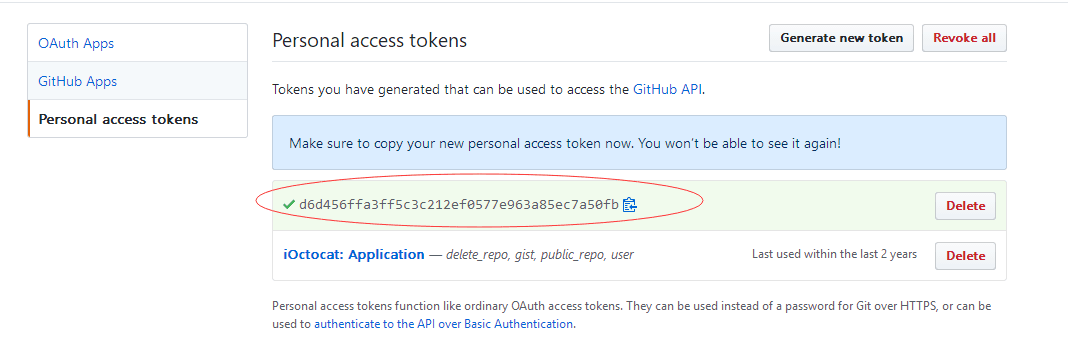 OAuth Apps
GitHub Apps
Personal access tokens
Personal access tokens
Generate new token
Revoke all
Tokens you have generated that can be used to access the GitHub API.
Make sure to copy your new personal access token now. You won't be able to see it again!
d6d456ffa3ff5c3c212ef0577e963a85ec7a50fb
Delete
iOctocat: Application — delete_repo, gist, public_repo, user
Last used within the last 2 years
Delete
Personal access tokens function like ordinary OAuth access tokens. They can be used instead of a password for Git over HTTPS, or can be
used to authenticate to the API over Basic Authentication.